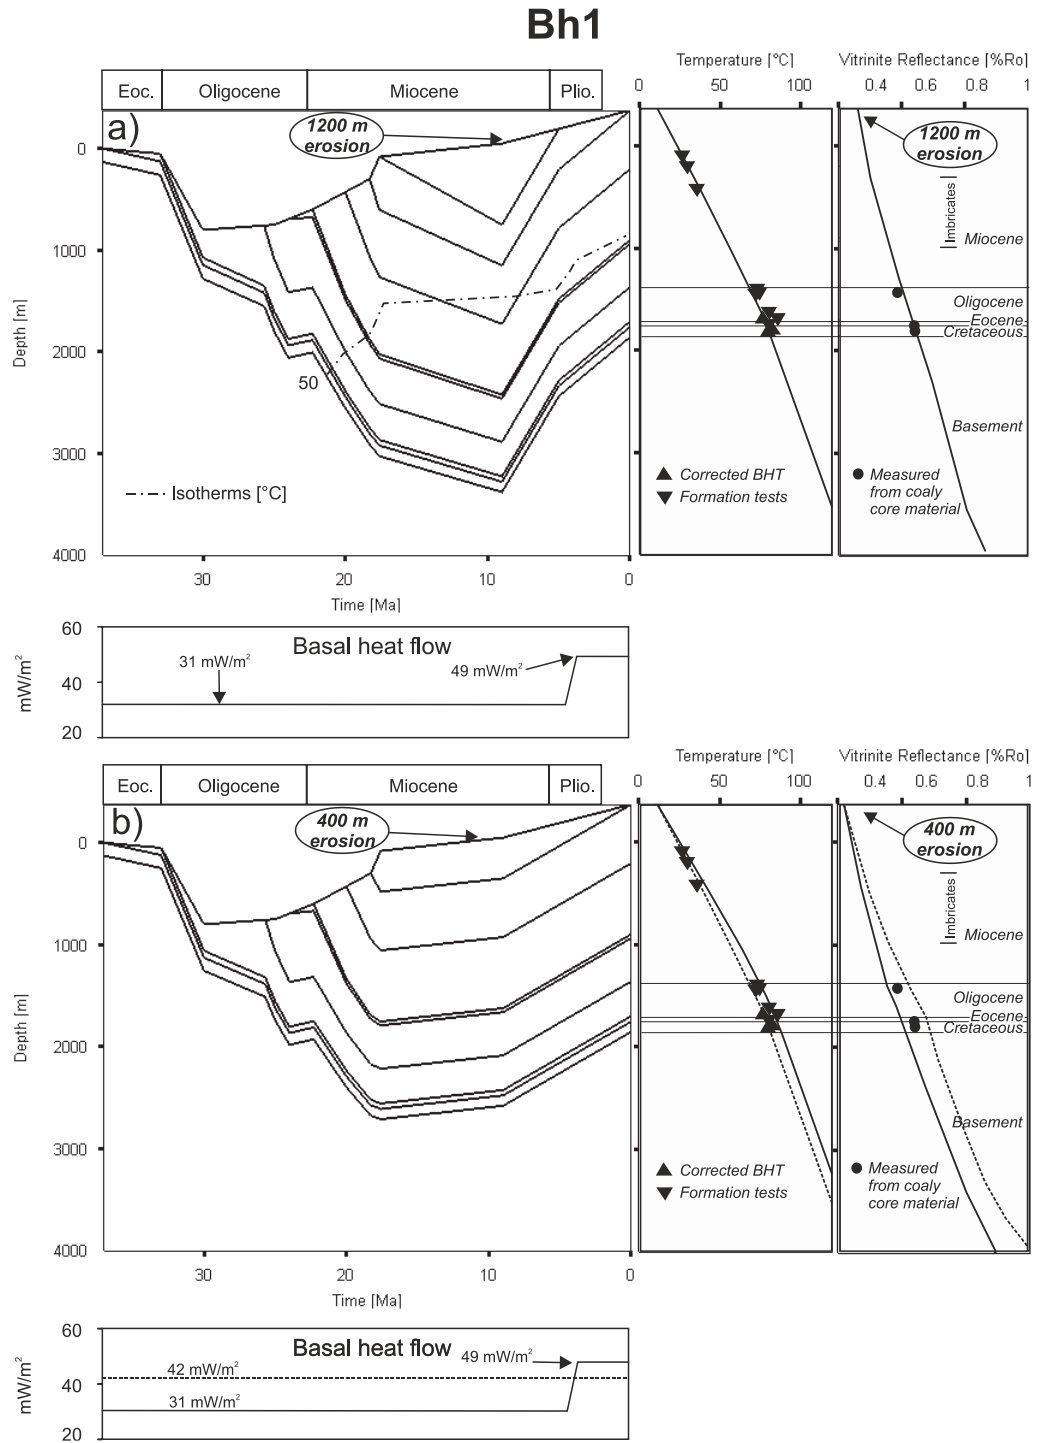 Bh1
Temperature [°C]
Vitrinite Reflectance [%Ro]
0 50 100
0.4 0.6 0.8 1
Eoc. Oligocene Miocene Plio.
a)
1200 m
erosion
1200 m
erosion
0
1000
2000
3000
4000
Depth [m]
50
Isotherms [°C]
Imbricates
Miocene
Oligocene
Eocene
Cretaceous
Basement
Corrected BHT
Formation tests
Measured
from coaly
core material
30 20 10 0
Time [Ma]
60
40
20
mW/m²
Basal heat flow
31 mW/m²
49 mW/m²
Temperature [°C]
Vitrinite Reflectance [%Ro]
0 50 100
0.4 0.6 0.8 1
Eoc. Oligocene Miocene Plio.
b)
400 m
erosion
400 m
erosion
0
1000
2000
3000
4000
Depth [m]
Imbricates
Miocene
Oligocene
Eocene
Cretaceous
Basement
Corrected BHT
Formation tests
Measured
from coaly
core material
30 20 10 0
Time [Ma]
60
40
20
mW/m²
Basal heat flow
49 mW/m²
42 mW/m²
31 mW/m²